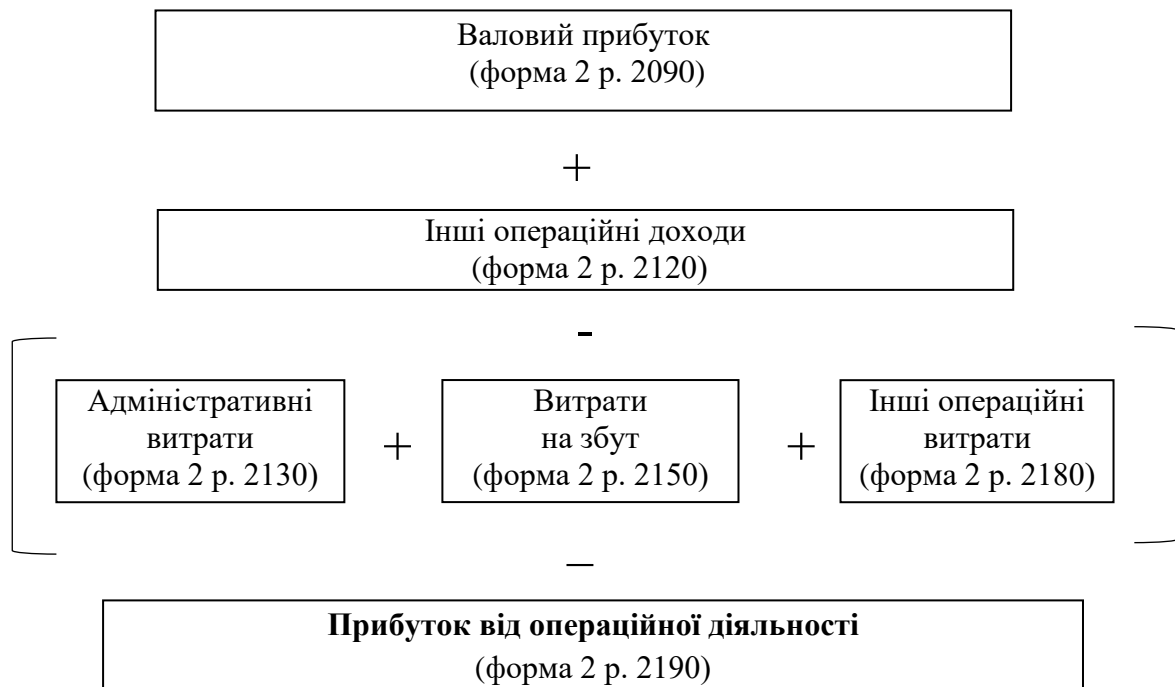 Валовий прибуток
(форма 2 р. 2090)
+
Інші операційні доходи
(форма 2 р. 2120)
-
Адміністративні
витрати
(форма 2 р. 2130)
+
Витрати
на збут
(форма 2 р. 2150)
+
Інші операційні
витрати
(форма 2 р. 2180)
–
Прибуток від операційної діяльності
(форма 2 р. 2190)